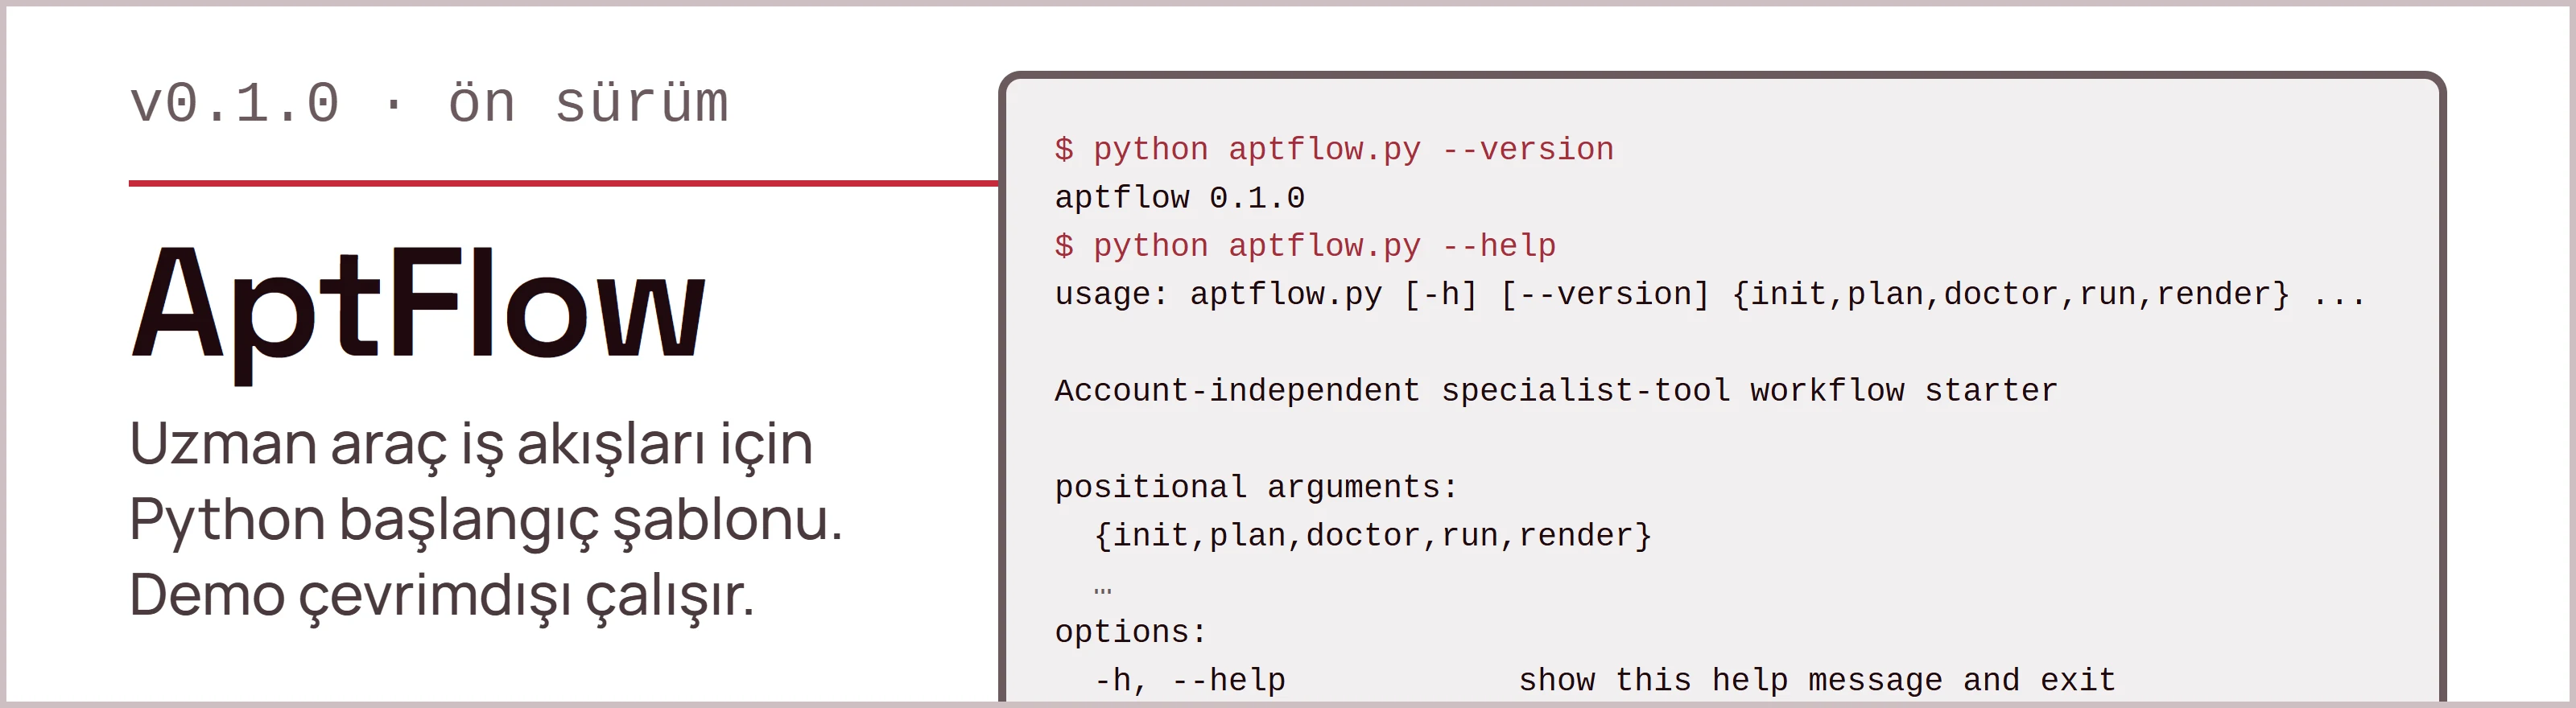 v0.1.0 · ön sürüm
AptFlow
Uzman araç iş akışları için
Python başlangıç şablonu.
Demo çevrimdışı çalışır.
$ python aptflow.py --version
aptflow 0.1.0
$ python aptflow.py --help
usage: aptflow.py [-h] [--version] {init,plan,doctor,run,render} ...
Account-independent specialist-tool workflow starter
positional arguments:
  {init,plan,doctor,run,render}
  …
options:
  -h, --help            show this help message and exit